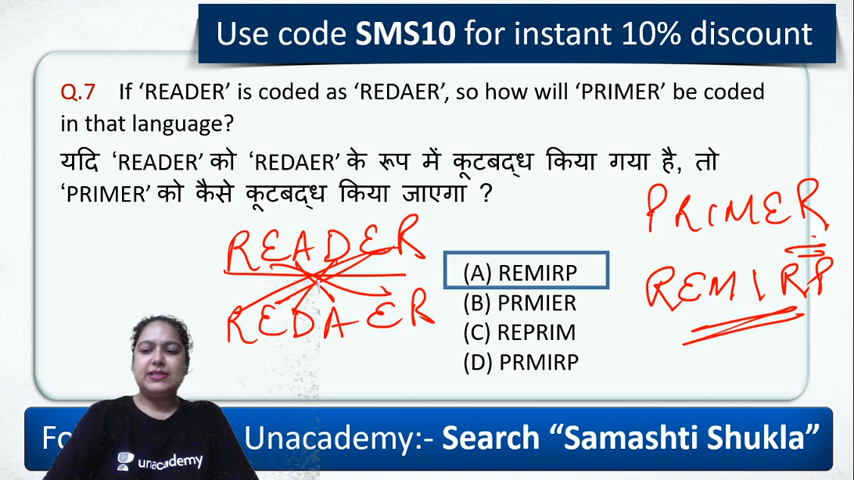 Use code SMS10 for instant 10% discount
Q.7 If ‘READER’ is coded as ‘REDAER’, so how will ‘PRIMER’ be coded
in that language?
यदि ‘READER’ को ‘REDAER’ के रूप में कूटबद्ध किया गया है, तो
‘PRIMER’ को कैसे कूटबद्ध किया जाएगा ?
READER
REDAER
(A) REMIRP
(B) PRMIER
(C) REPRIM
(D) PRMIRP
PRIMER
REMIRP
unacademy
Unacademy:- Search “Samashti Shukla”